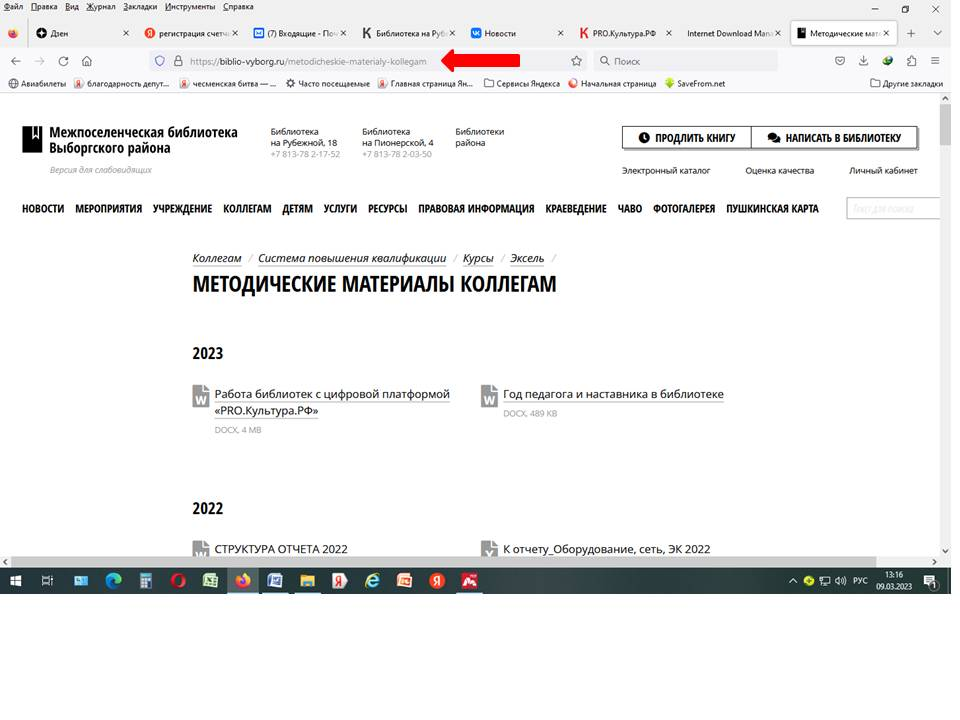 Файл Правка Вид Журнал Закладки Инструменты Справка
Дзен
регистрация счетч
(7) Входящие - Поч
Библиотека на Руб
Новости
PRO.Культура.РФ
Internet Download Mana
Методические мат
https://biblio-vyborg.ru/metodicheskie-materialy-kollegam
Поиск
Авиабилеты
благодарность депут...
чесменская битва — ...
Часто посещаемые
Главная страница Ян...
Сервисы Яндекса
Начальная страница
SaveFrom.net
Другие закладки
Межпоселенческая библиотека
Выборгского района
Версия для слабовидящих
Библиотека
на Рубежной, 18
+7 813-78 2-17-52
Библиотека
на Пионерской, 4
+7 813-78 2-03-50
Библиотеки
района
ПРОДЛИТЬ КНИГУ
НАПИСАТЬ В БИБЛИОТЕКУ
Электронный каталог
Оценка качества
Личный кабинет
НОВОСТИ МЕРОПРИЯТИЯ УЧРЕЖДЕНИЕ КОЛЛЕГАМ ДЕТЯМ УСЛУГИ РЕСУРСЫ ПРАВОВАЯ ИНФОРМАЦИЯ КРАЕВЕДЕНИЕ ЧАВО ФОТОГАЛЕРЕЯ ПУШКИНСКАЯ КАРТА
Текст для поиска
Коллегам / Система повышения квалификации / Курсы / Эксель /
МЕТОДИЧЕСКИЕ МАТЕРИАЛЫ КОЛЛЕГАМ
2023
Работа библиотек с цифровой платформой
«PRO.Культура.РФ»
DOCX, 4 MB
Год педагога и наставника в библиотеке
DOCX, 489 KB
2022
СТРУКТУРА ОТЧЕТА 2022
К отчету_Оборудование, сеть, ЭК 2022
РУС
13:16
09.03.2023